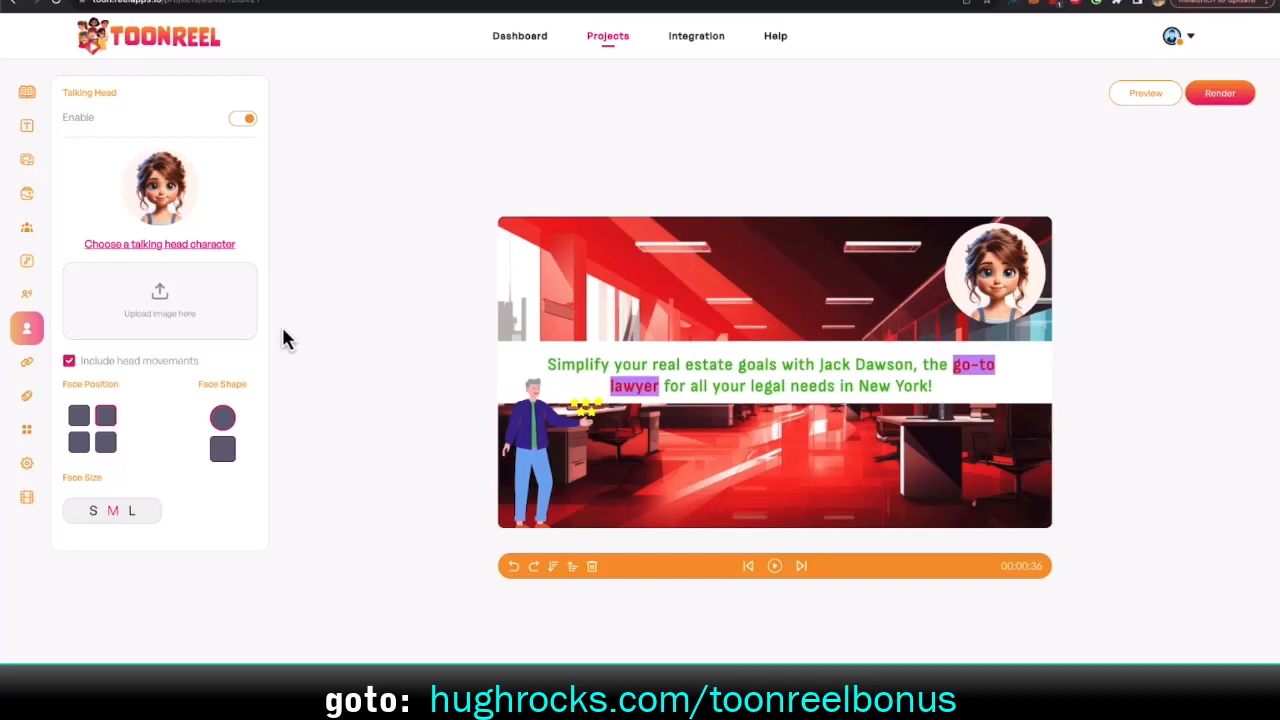 TOONREEL
Dashboard
Projects
Integration
Help
Talking Head
Enable
Choose a talking head character
Upload image here
Include head movements
Face Position
Face Shape
Face Size
S M L
Preview
Render
Simplify your real estate goals with Jack Dawson, the go-to
lawyer for all your legal needs in New York!
00:00:36
goto: hughrocks.com/toonreelbonus